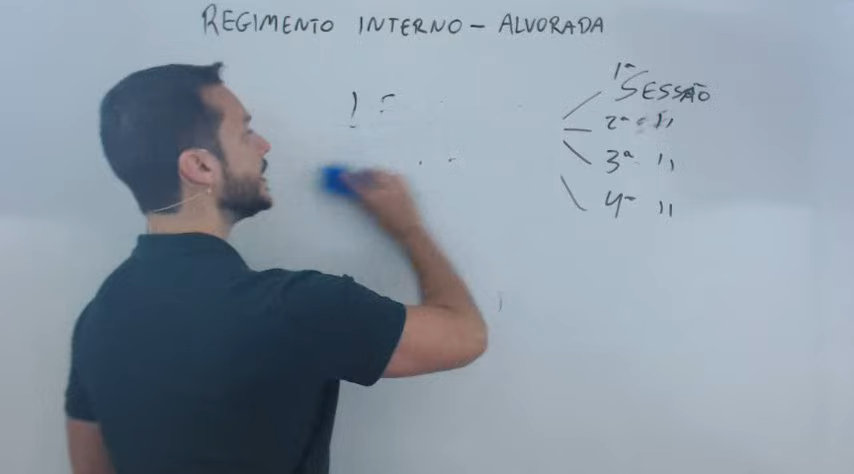 REGIMENTO INTERNO - ALVORADA
1ª
SESSÃO
2ª "
3ª "
4ª "